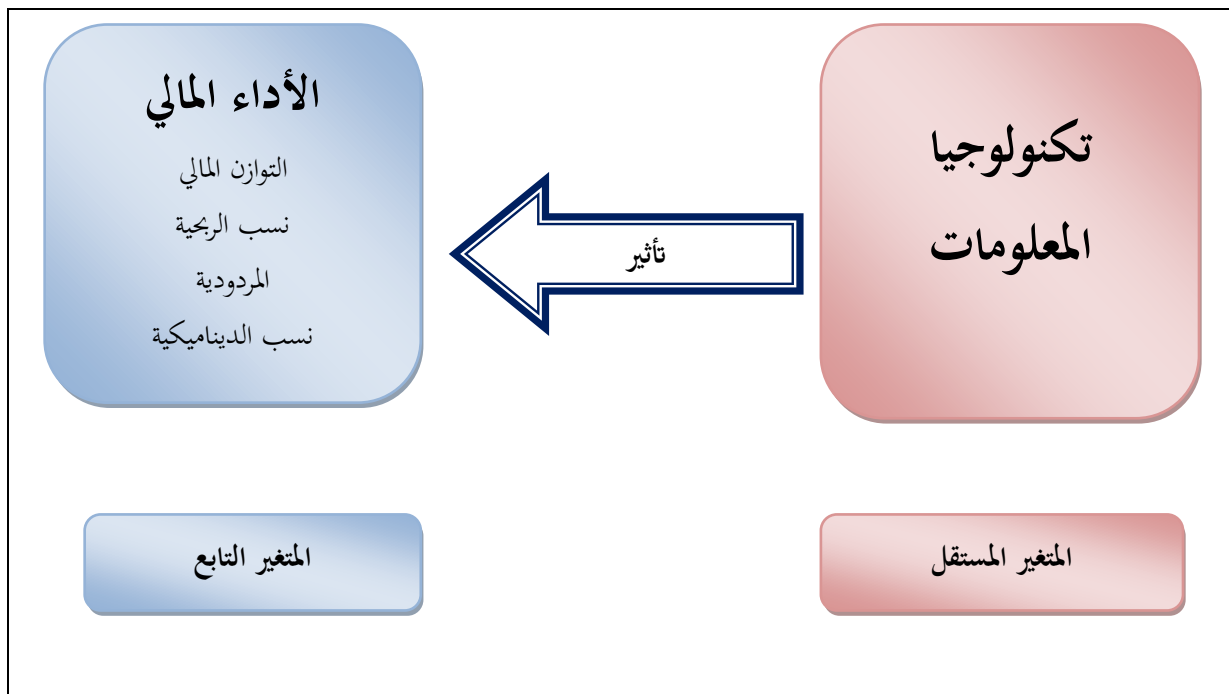 تكنولوجيا
المعلومات
تأثير
الأداء المالي
التوازن المالي
نسب الربحية
المردودية
نسب الديناميكية
المتغير المستقل
المتغير التابع